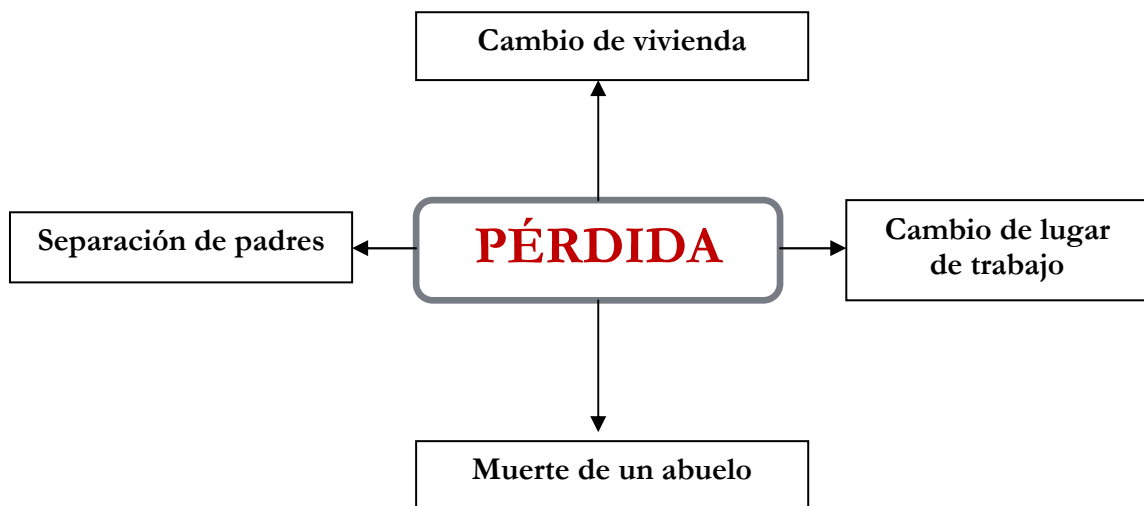 Cambio de vivienda
Separación de padres
PÉRDIDA
Cambio de lugar
de trabajo
Muerte de un abuelo